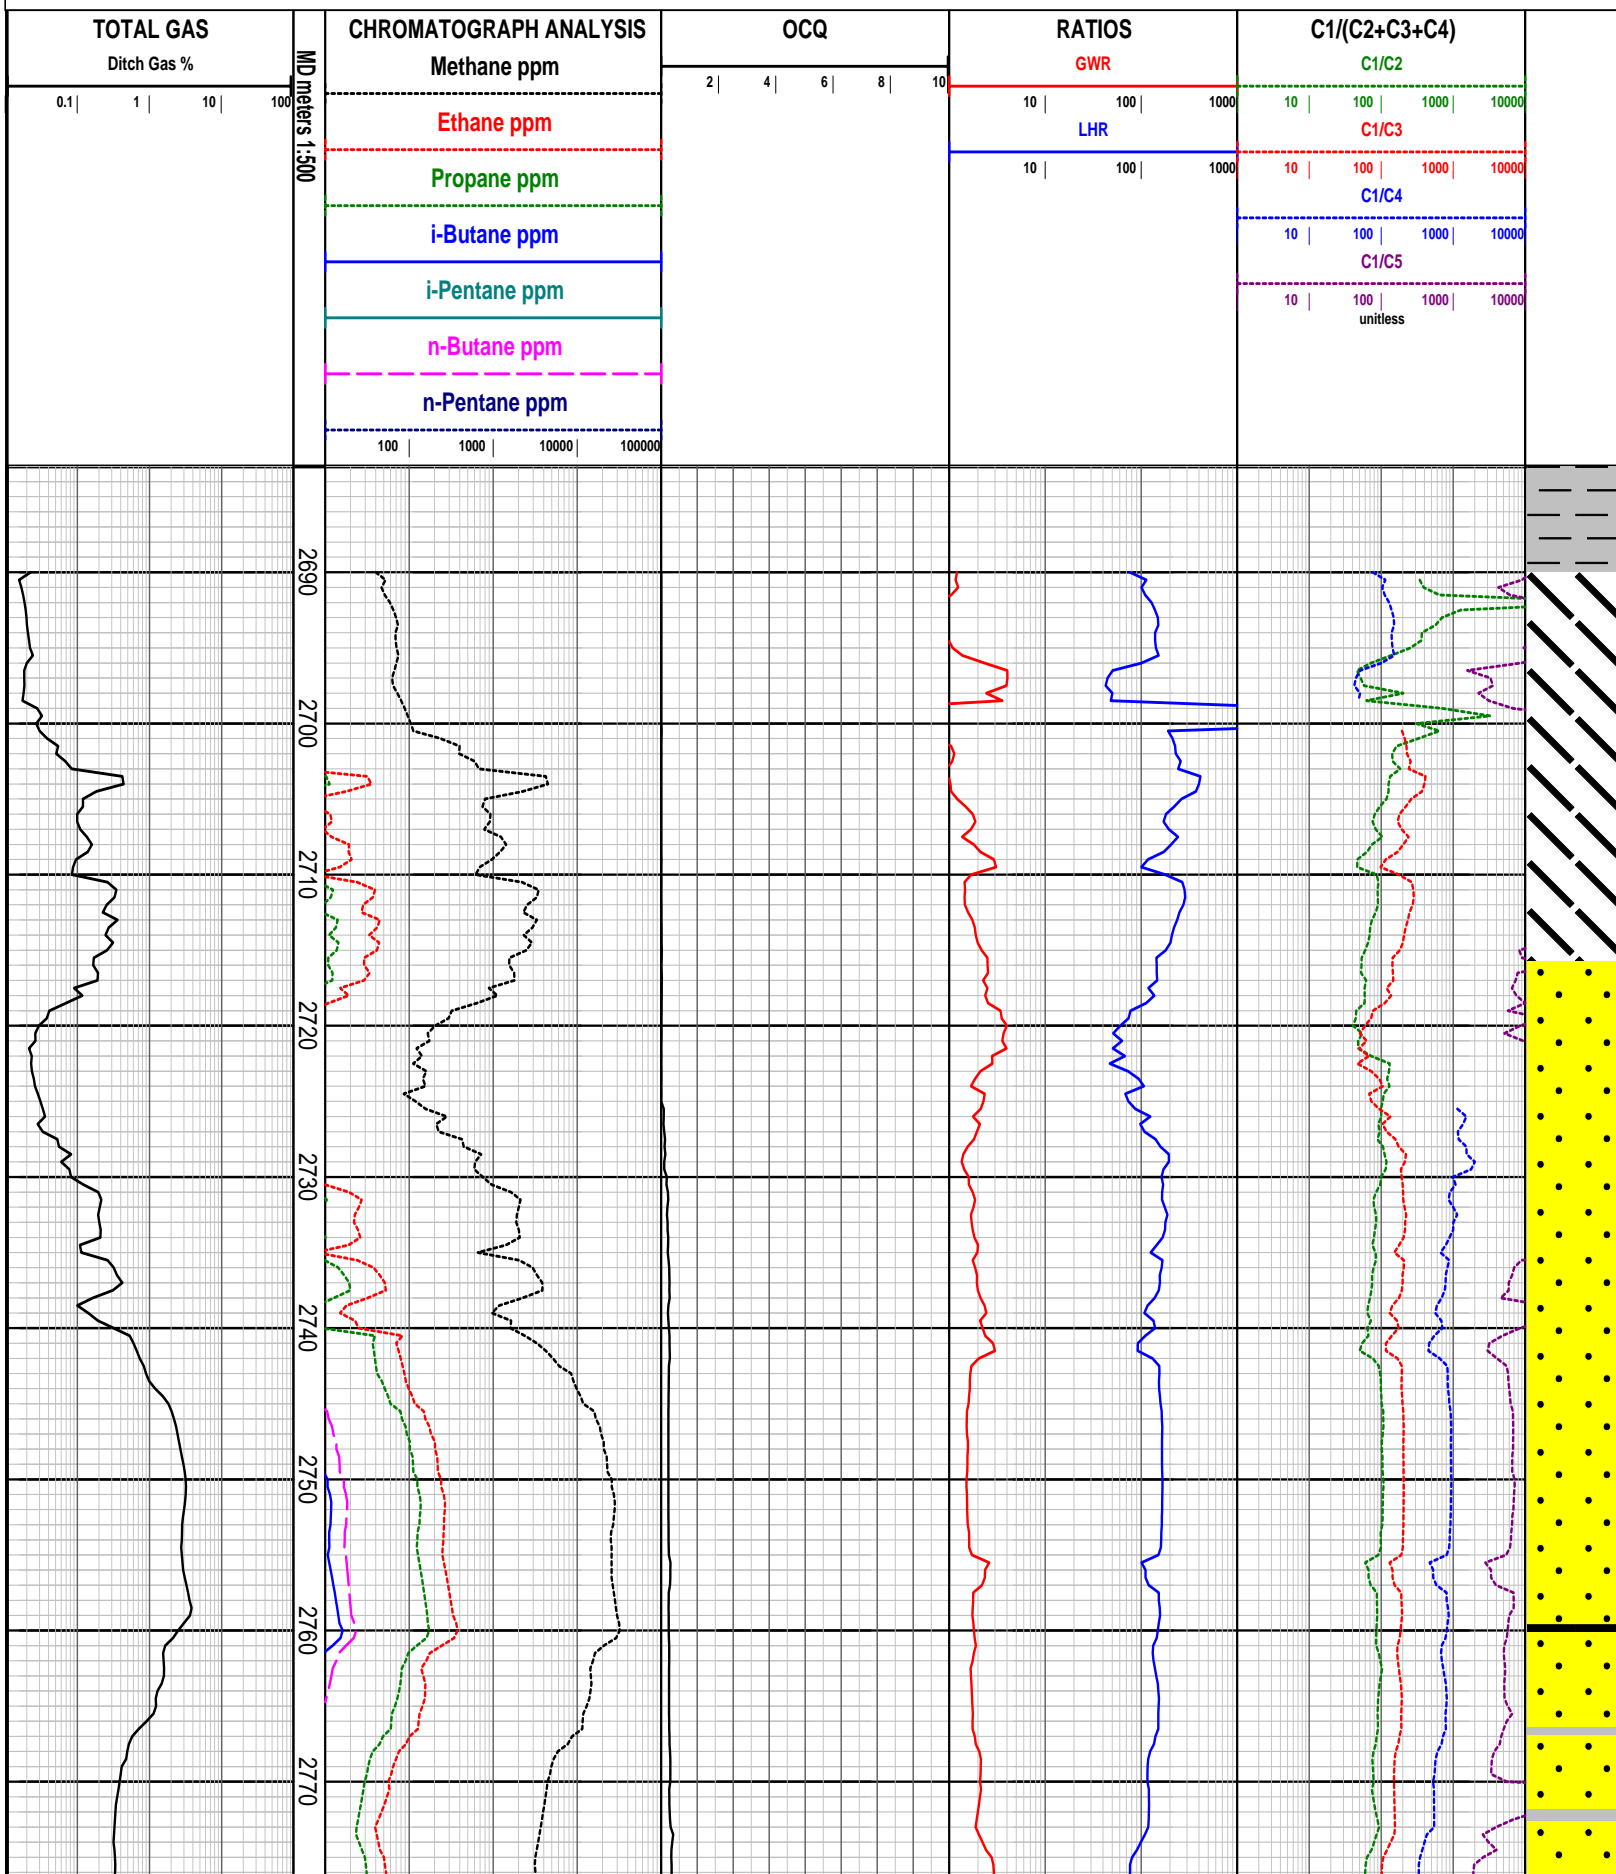 TOTAL GAS
Ditch Gas %
0.1 1 10 100
MD meters 1:500
CHROMATOGRAPH ANALYSIS
Methane ppm
Ethane ppm
Propane ppm
i-Butane ppm
i-Pentane ppm
n-Butane ppm
n-Pentane ppm
100 1000 10000 100000
OCQ
2 4 6 8 10
RATIOS
GWR
10 100 1000
LHR
10 100 1000
C1/(C2+C3+C4)
C1/C2
10 100 1000 10000
C1/C3
10 100 1000 10000
C1/C4
10 100 1000 10000
C1/C5
10 100 1000 10000
unitless
2690
2700
2710
2720
2730
2740
2750
2760
2770